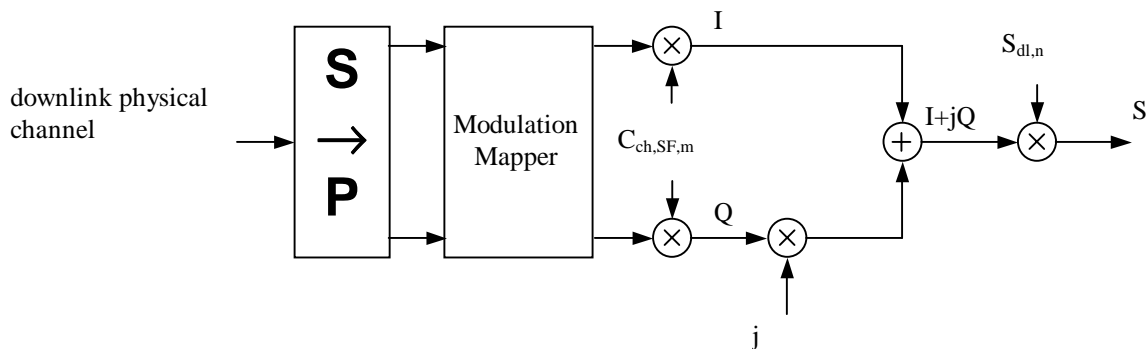 downlink physical
channel
S
→
P
Modulation
Mapper
I
C_ch,SF,m
Q
j
I+jQ
S_dl,n
S